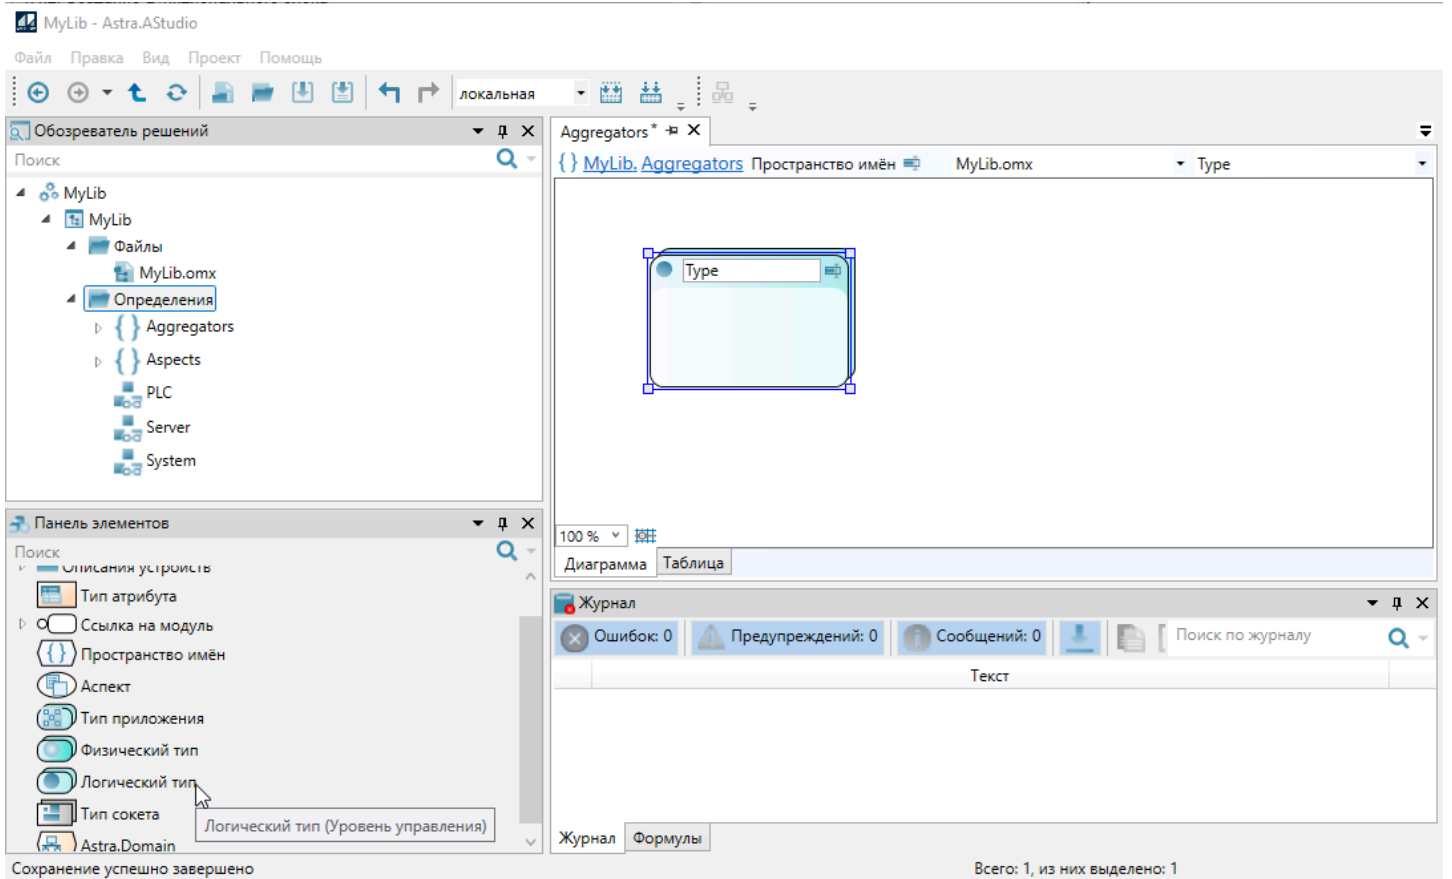 MyLib - Astra.AStudio
Файл Правка Вид Проект Помощь
локальная
Обозреватель решений
Поиск
MyLib
MyLib
Файлы
MyLib.omx
Определения
{ } Aggregators
{ } Aspects
PLC
Server
System
Панель элементов
Поиск
Описания устройств
Тип атрибута
Ссылка на модуль
{ } Пространство имён
Аспект
Тип приложения
Физический тип
Логический тип
Тип сокета
Логический тип (Уровень управления)
Astra.Domain
Сохранение успешно завершено
Aggregators*
{ } MyLib. Aggregators Пространство имён MyLib.omx Type
Type
100 %
Диаграмма Таблица
Журнал
Ошибок: 0 Предупреждений: 0 Сообщений: 0 Поиск по журналу
Текст
Журнал Формулы
Всего: 1, из них выделено: 1